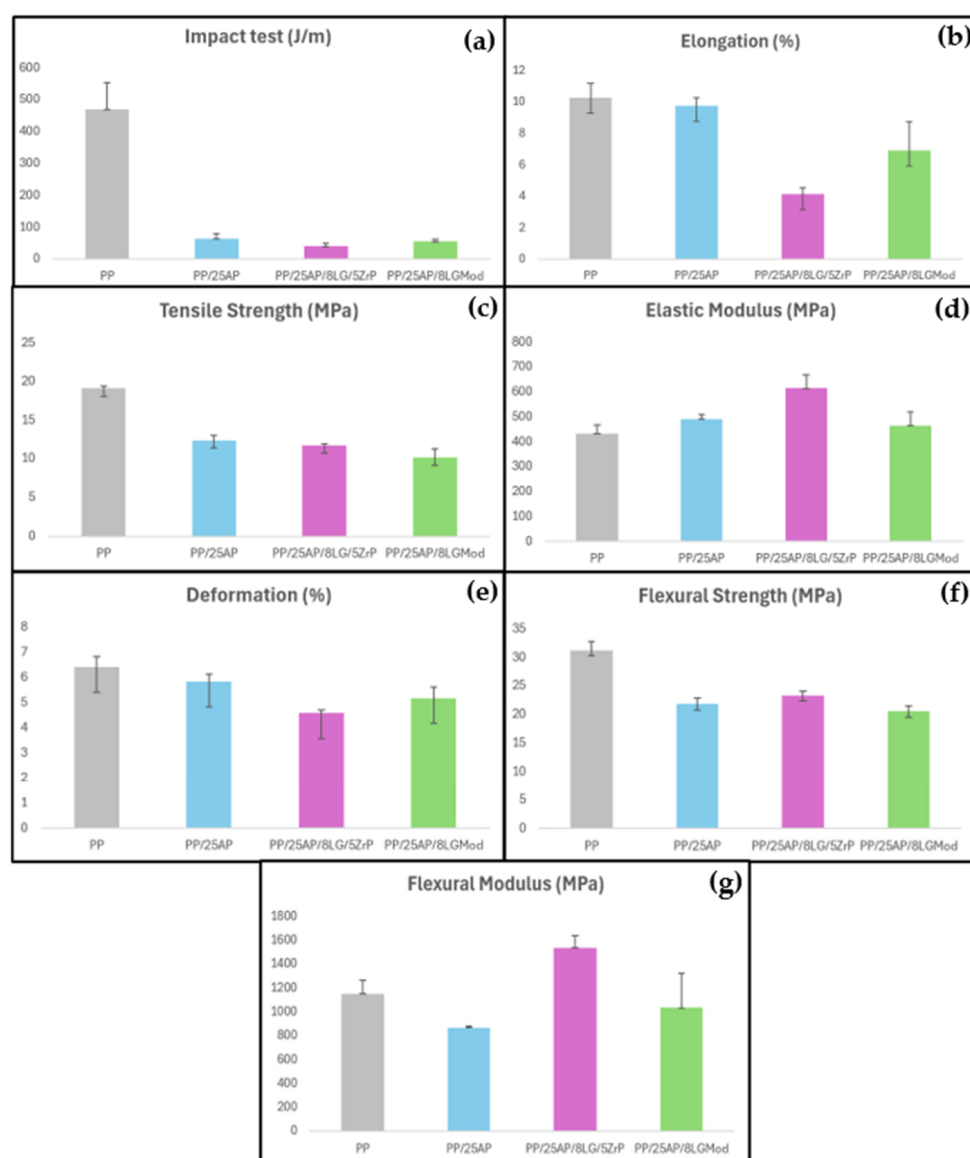 Impact test (J/m)
(a)
600
500
400
300
200
100
0
PP
PP/25AP
PP/25AP/8LG/5ZrP
PP/25AP/8LGMod
Elongation (%)
(b)
12
10
8
6
4
2
0
PP
PP/25AP
PP/25AP/8LG/5ZrP
PP/25AP/8LGMod
Tensile Strength (MPa)
(c)
25
20
15
10
5
0
PP
PP/25AP
PP/25AP/8LG/5ZrP
PP/25AP/8LGMod
Elastic Modulus (MPa)
(d)
800
700
600
500
400
300
200
100
0
PP
PP/25AP
PP/25AP/8LG/5ZrP
PP/25AP/8LGMod
Deformation (%)
(e)
8
7
6
5
4
3
2
1
0
PP
PP/25AP
PP/25AP/8LG/5ZrP
PP/25AP/8LGMod
Flexural Strength (MPa)
(f)
35
30
25
20
15
10
5
0
PP
PP/25AP
PP/25AP/8LG/5ZrP
PP/25AP/8LGMod
Flexural Modulus (MPa)
(g)
1800
1600
1400
1200
1000
800
600
400
200
0
PP
PP/25AP
PP/25AP/8LG/5ZrP
PP/25AP/8LGMod